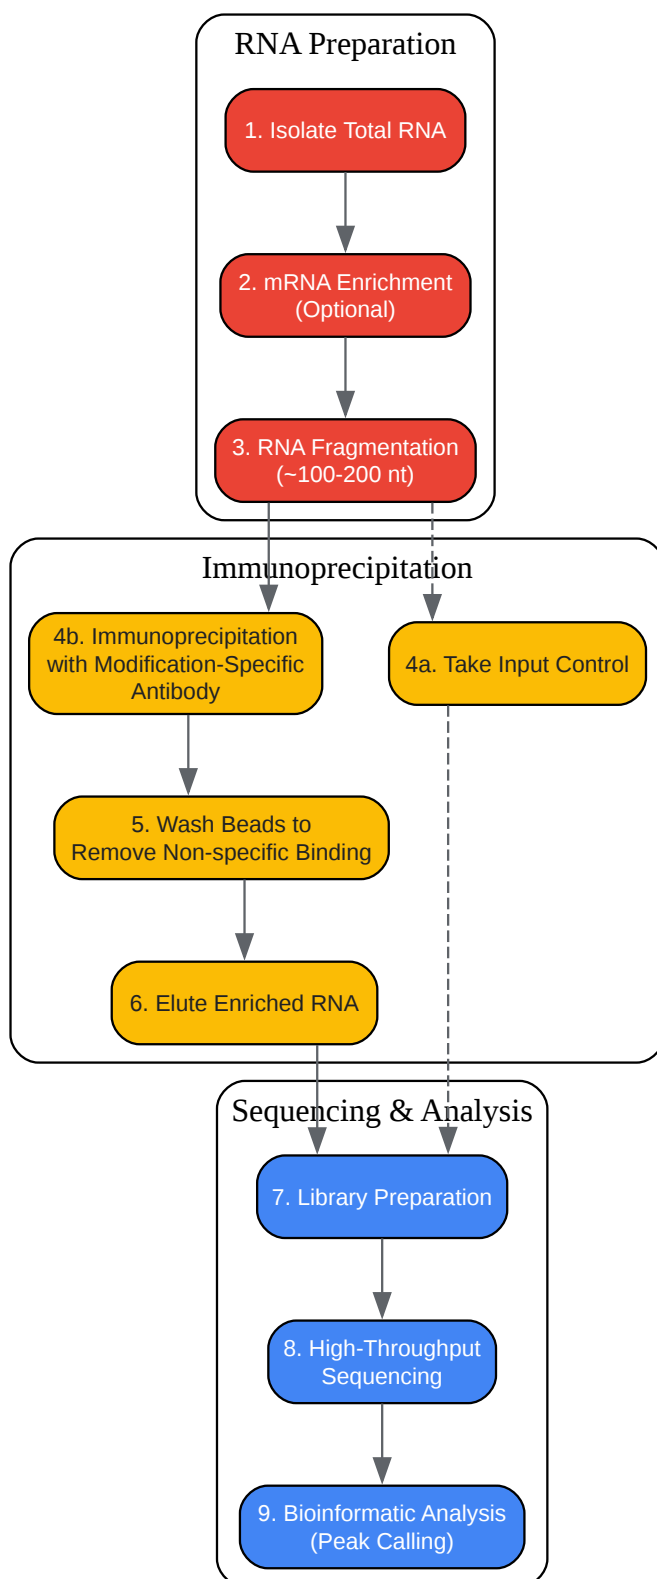 RNA Preparation
1. Isolate Total RNA
2. mRNA Enrichment
(Optional)
3. RNA Fragmentation
(~100-200 nt)
Immunoprecipitation
4b. Immunoprecipitation
with Modification-Specific
Antibody
4a. Take Input Control
5. Wash Beads to
Remove Non-specific Binding
6. Elute Enriched RNA
Sequencing & Analysis
7. Library Preparation
8. High-Throughput
Sequencing
9. Bioinformatic Analysis
(Peak Calling)